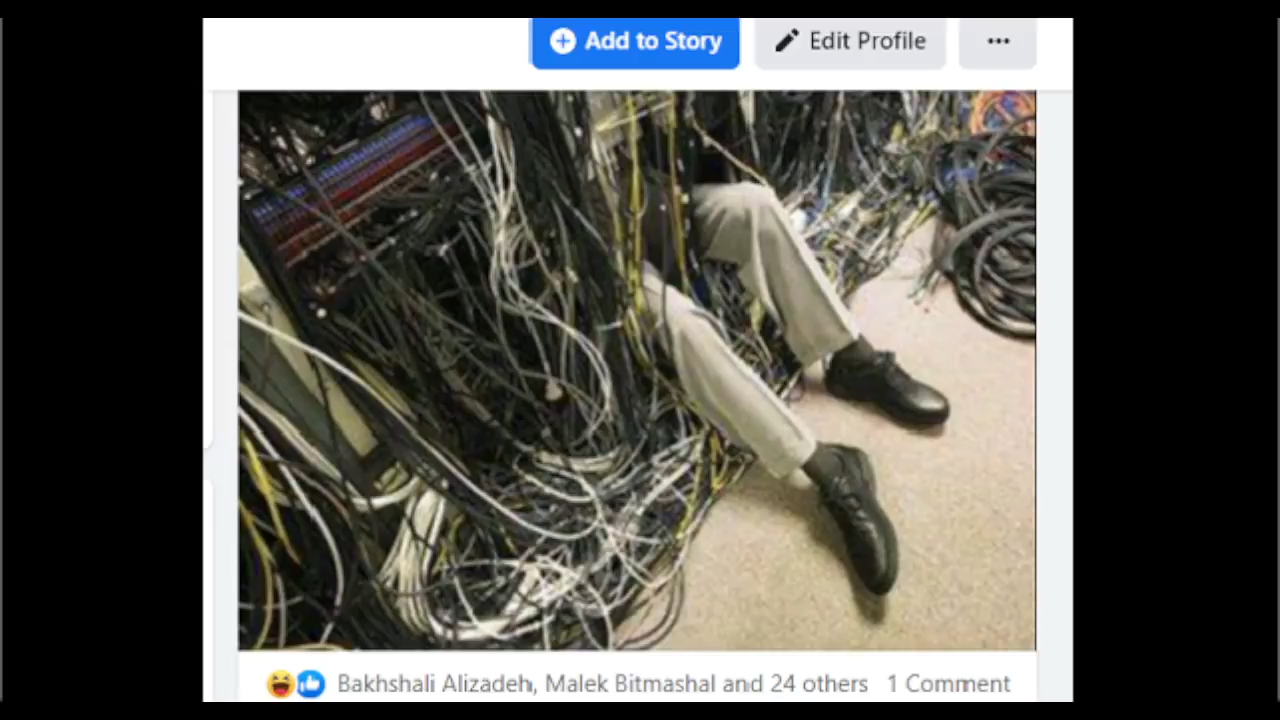 Add to Story Edit Profile ...
Bakhshali Alizadeh, Malek Bitmashal and 24 others 1 Comment